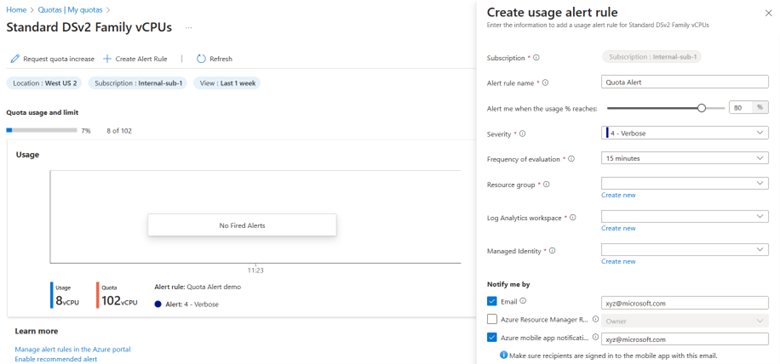 Home > Quotas | My quotas >
Standard DSv2 Family vCPUs ...
Request quota increase + Create Alert Rule | Refresh
Location : West US 2 Subscription : Internal-sub-1 View : Last 1 week
Quota usage and limit
7% 8 of 102
Usage
No Fired Alerts
11:23
Usage
8vCPU
Quota
102vCPU
Alert rule: Quota Alert demo
Alert: 4 - Verbose
Learn more
Manage alert rules in the Azure portal
Enable recommended alert
Create usage alert rule
Enter the information to add a usage alert rule for Standard DSv2 Family vCPUs
Subscription * Subscription : Internal-sub-1
Alert rule name * Quota Alert
Alert me when the usage % reaches: 80 %
Severity * 4 - Verbose
Frequency of evaluation * 15 minutes
Resource group *
Create new
Log Analytics workspace *
Create new
Managed Identity *
Create new
Notify me by
Email xyz@microsoft.com
Azure Resource Manager R... Owner
Azure mobile app notificati... xyz@microsoft.com
Make sure recipients are signed in to the mobile app with this email.